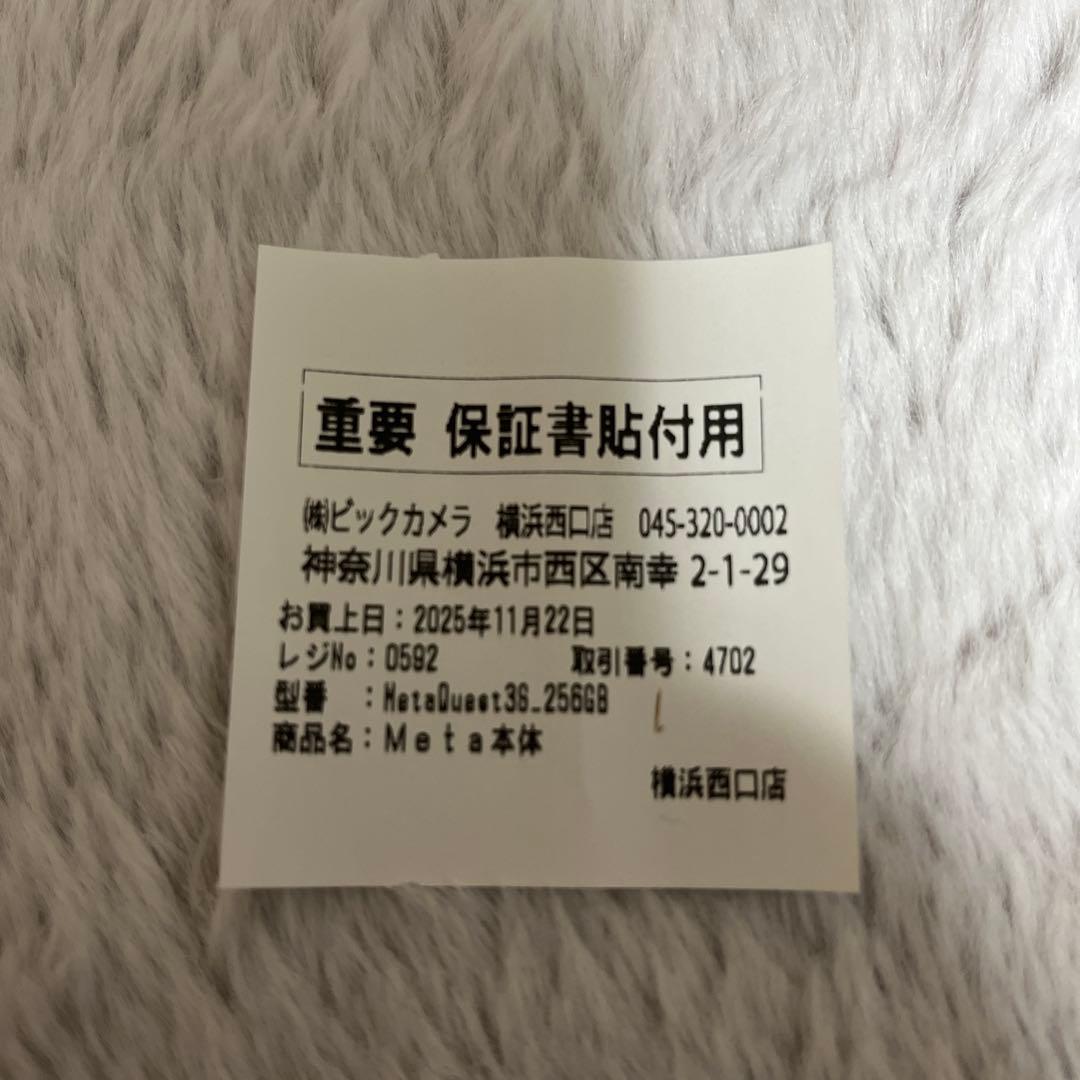 重要 保証書貼付用
㈱ビックカメラ 横浜西口店 045-320-0002
神奈川県横浜市西区南幸 2-1-29
お買上日：2025年11月22日
レジNo：0592 取引番号：4702
型番 ：MetaQuest3S_256GB
商品名：Meta本体
横浜西口店